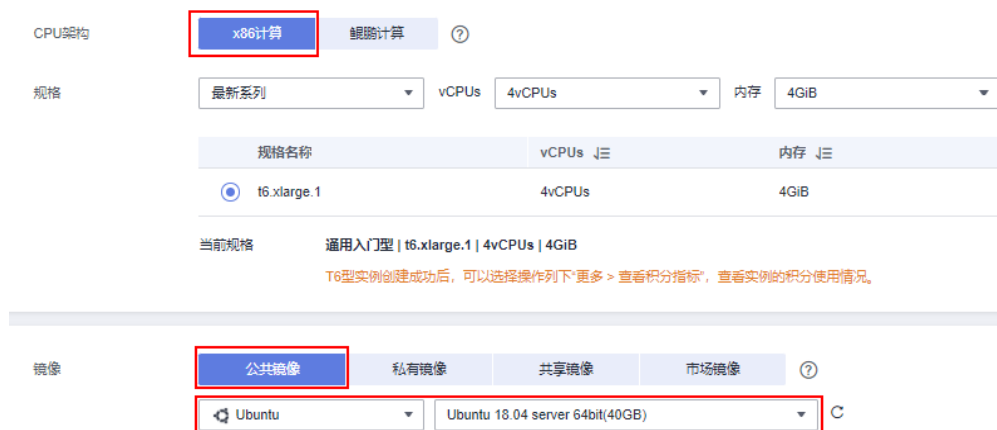 CPU架构 x86计算 鲲鹏计算
规格 最新系列 vCPUs 4vCPUs 内存 4GiB
规格名称 vCPUs 内存
t6.xlarge.1 4vCPUs 4GiB
当前规格 通用入门型 | t6.xlarge.1 | 4vCPUs | 4GiB
T6型实例创建成功后，可以选择操作列下“更多 > 查看积分指标”，查看实例的积分使用情况。
镜像 公共镜像 私有镜像 共享镜像 市场镜像
Ubuntu Ubuntu 18.04 server 64bit(40GB)